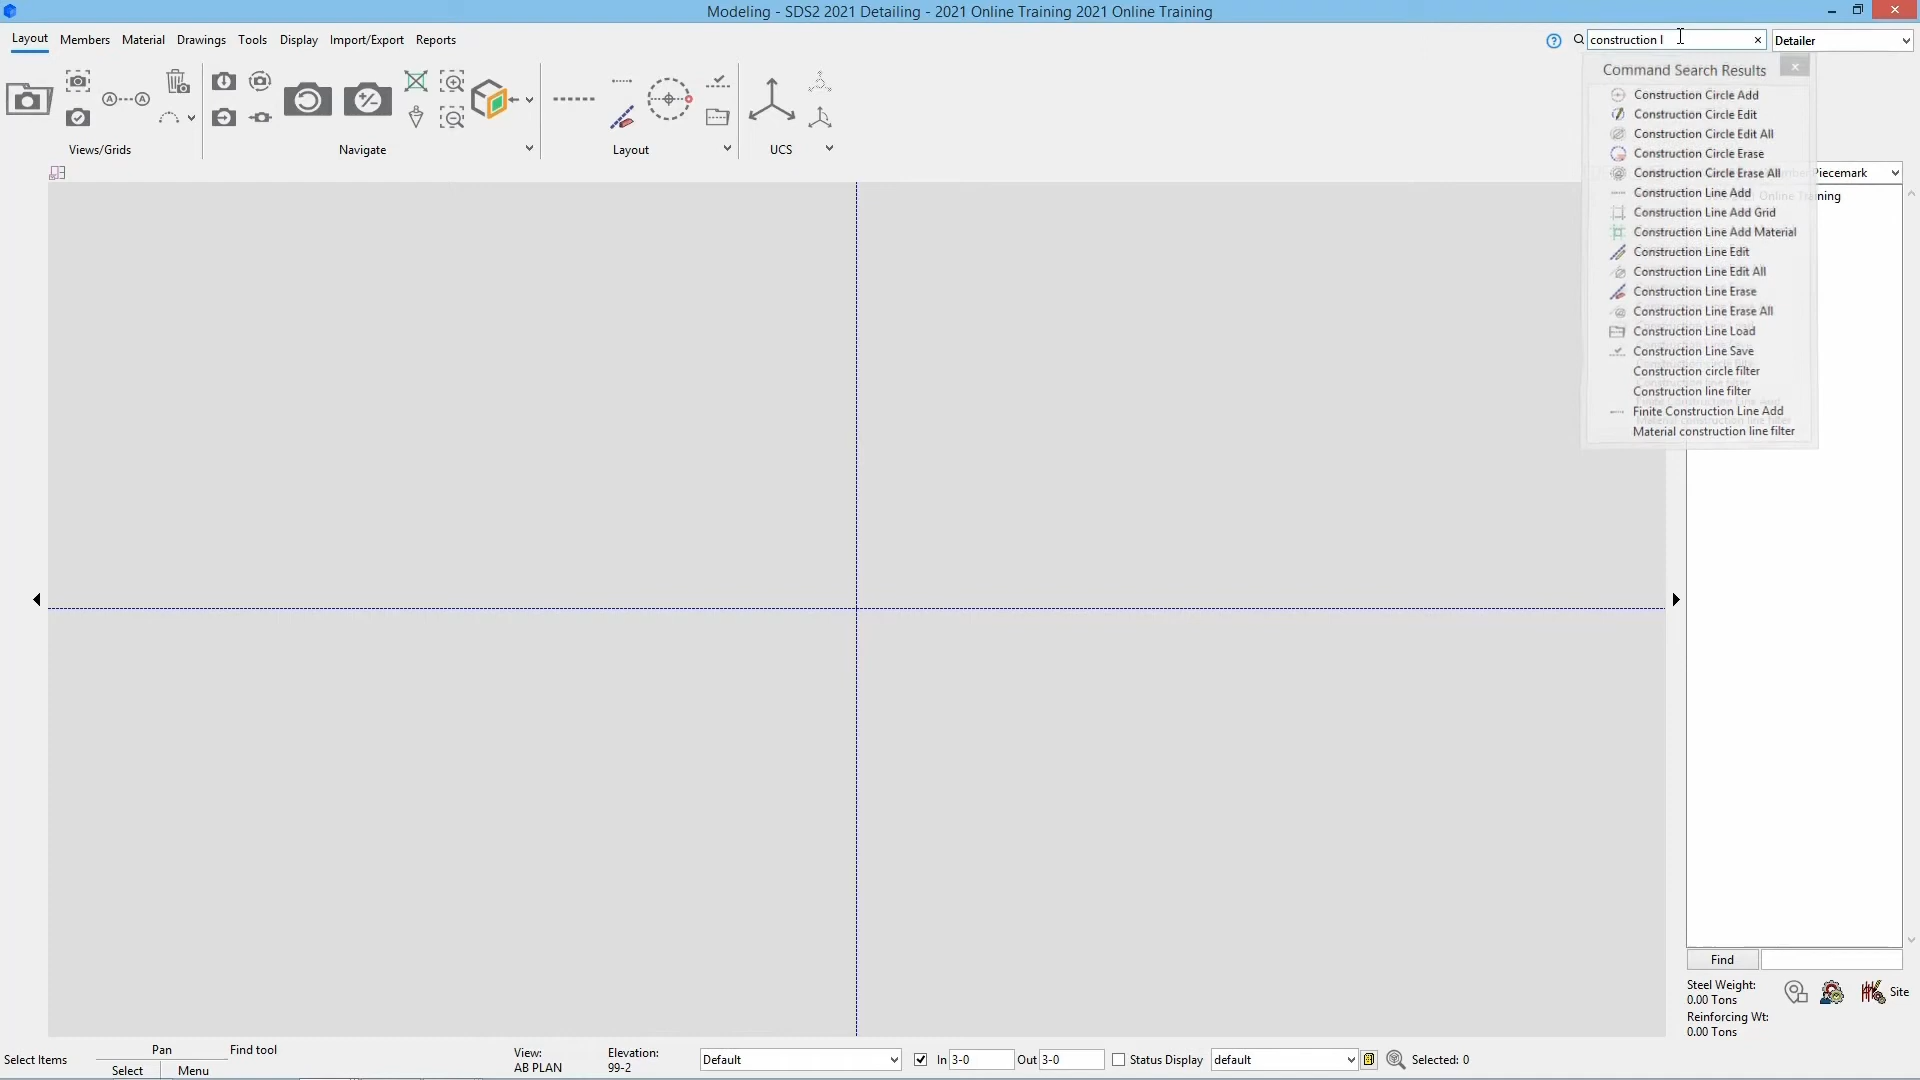 Modeling - SDS2 2021 Detailing - 2021 Online Training 2021 Online Training
Layout Members Material Drawings Tools Display Import/Export Reports
construction l
Detailer
Command Search Results
Construction Circle Add
Construction Circle Edit
Construction Circle Edit All
Construction Circle Erase
Construction Circle Erase All
Construction Line Add
Construction Line Add Grid
Construction Line Add Material
Construction Line Edit
Construction Line Edit All
Construction Line Erase
Construction Line Erase All
Construction Line Load
Construction Line Save
Construction circle filter
Construction line filter
Finite Construction Line Add
Material construction line filter
Views/Grids
Navigate
Layout
UCS
Piecemark
Online Training
Find
Steel Weight:
0.00 Tons
Site
Reinforcing Wt:
0.00 Tons
Select Items
Pan
Find tool
Select
Menu
View:
AB PLAN
Elevation:
99-2
Default
In 3-0
Out 3-0
Status Display
default
Selected: 0